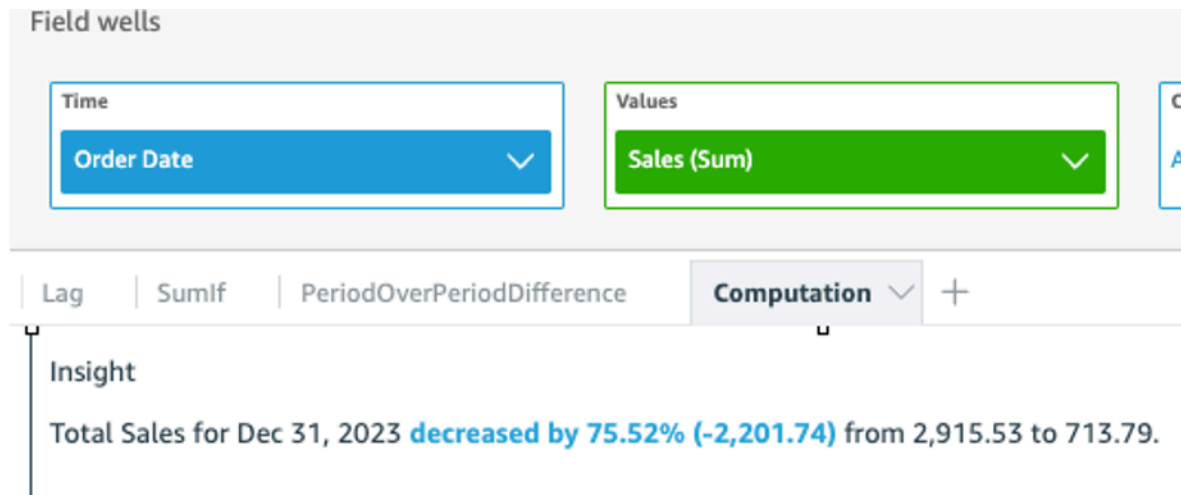 Field wells
Time
Values
C
Order Date
Sales (Sum)
A
Lag
SumIf
PeriodOverPeriodDifference
Computation
Insight
Total Sales for Dec 31, 2023 decreased by 75.52% (-2,201.74) from 2,915.53 to 713.79.